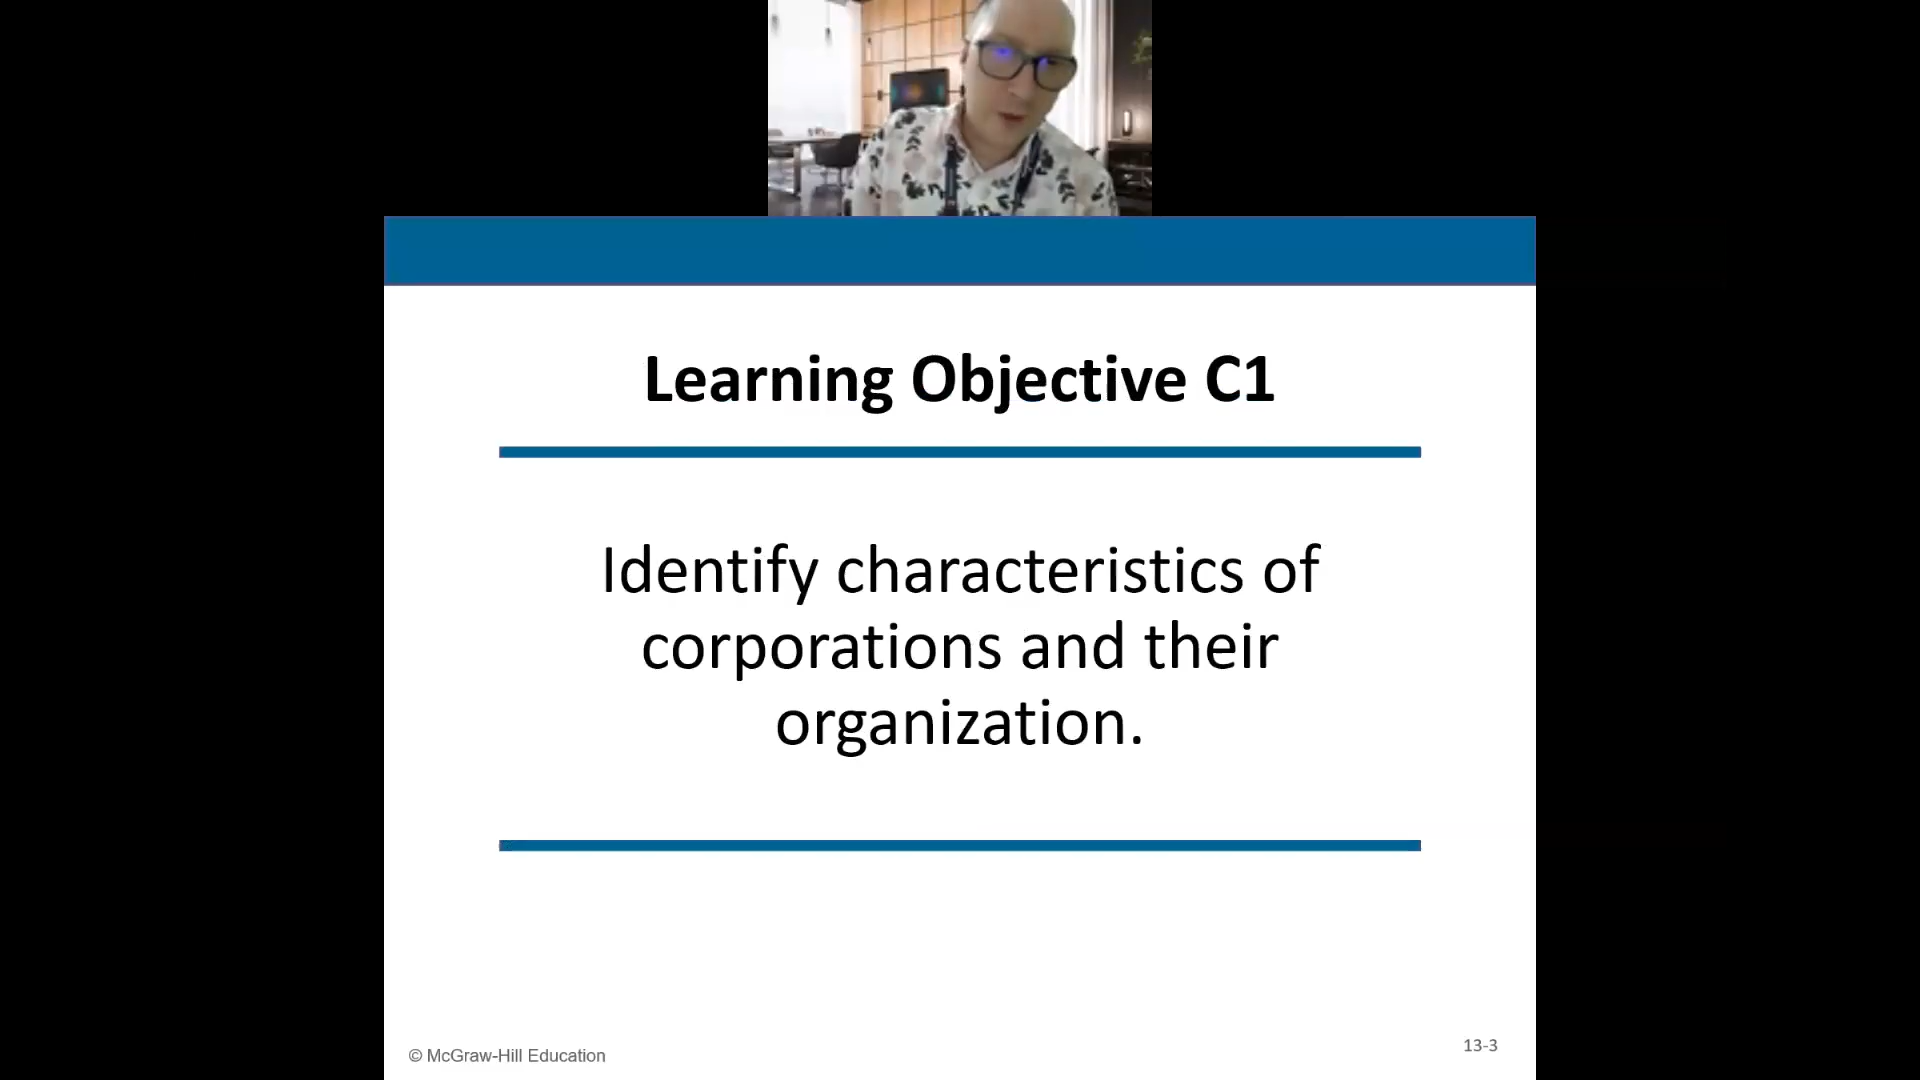 Learning Objective C1
Identify characteristics of
corporations and their
organization.
© McGraw-Hill Education
13-3